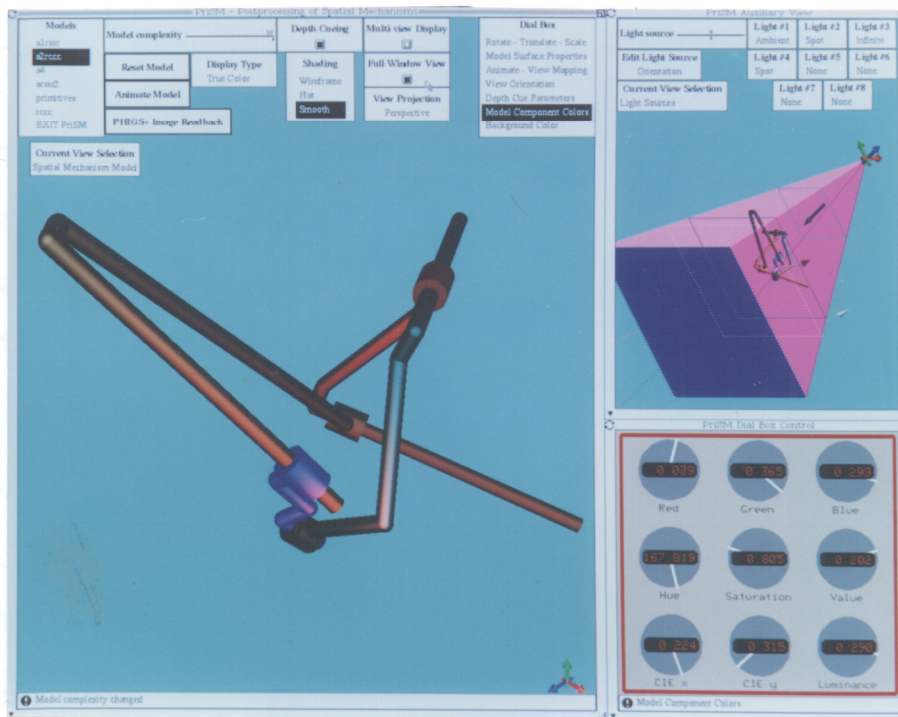 PriSM - Postprocessing of Spatial Mechanisms
Models
a2rccc
a4
primitives
rccc
EXIT PriSM
Model complexity
Reset Model
Animate Model
PHIGS+ Image Readback
Display Type
True Color
Depth Cueing
Shading
Wireframe
Flat
Smooth
Multi-view Display
Full Window View
View Projection
Perspective
Dial Box
Rotate - Translate - Scale
Model Surface Properties
Animate - View Mapping
View Orientation
Depth Cue Parameters
Model Component Colors
Background Color
Current View Selection
Spatial Mechanism Model
Model complexity changed
PriSM Auxiliary View
Light source
4
Edit Light Source
Orientation
Current View Selection
Light Sources
Light #1
Ambient
Light #2
Spot
Light #3
Infinite
Light #4
Spot
Light #5
None
Light #6
None
Light #7
None
Light #8
None
PriSM Dial Box Control
0.365
0.299
Red
Green
Blue
167.819
0.805
0.202
Hue
Saturation
Value
0.224
0.315
0.290
CIE x
CIE y
Luminance
Model Component Colors